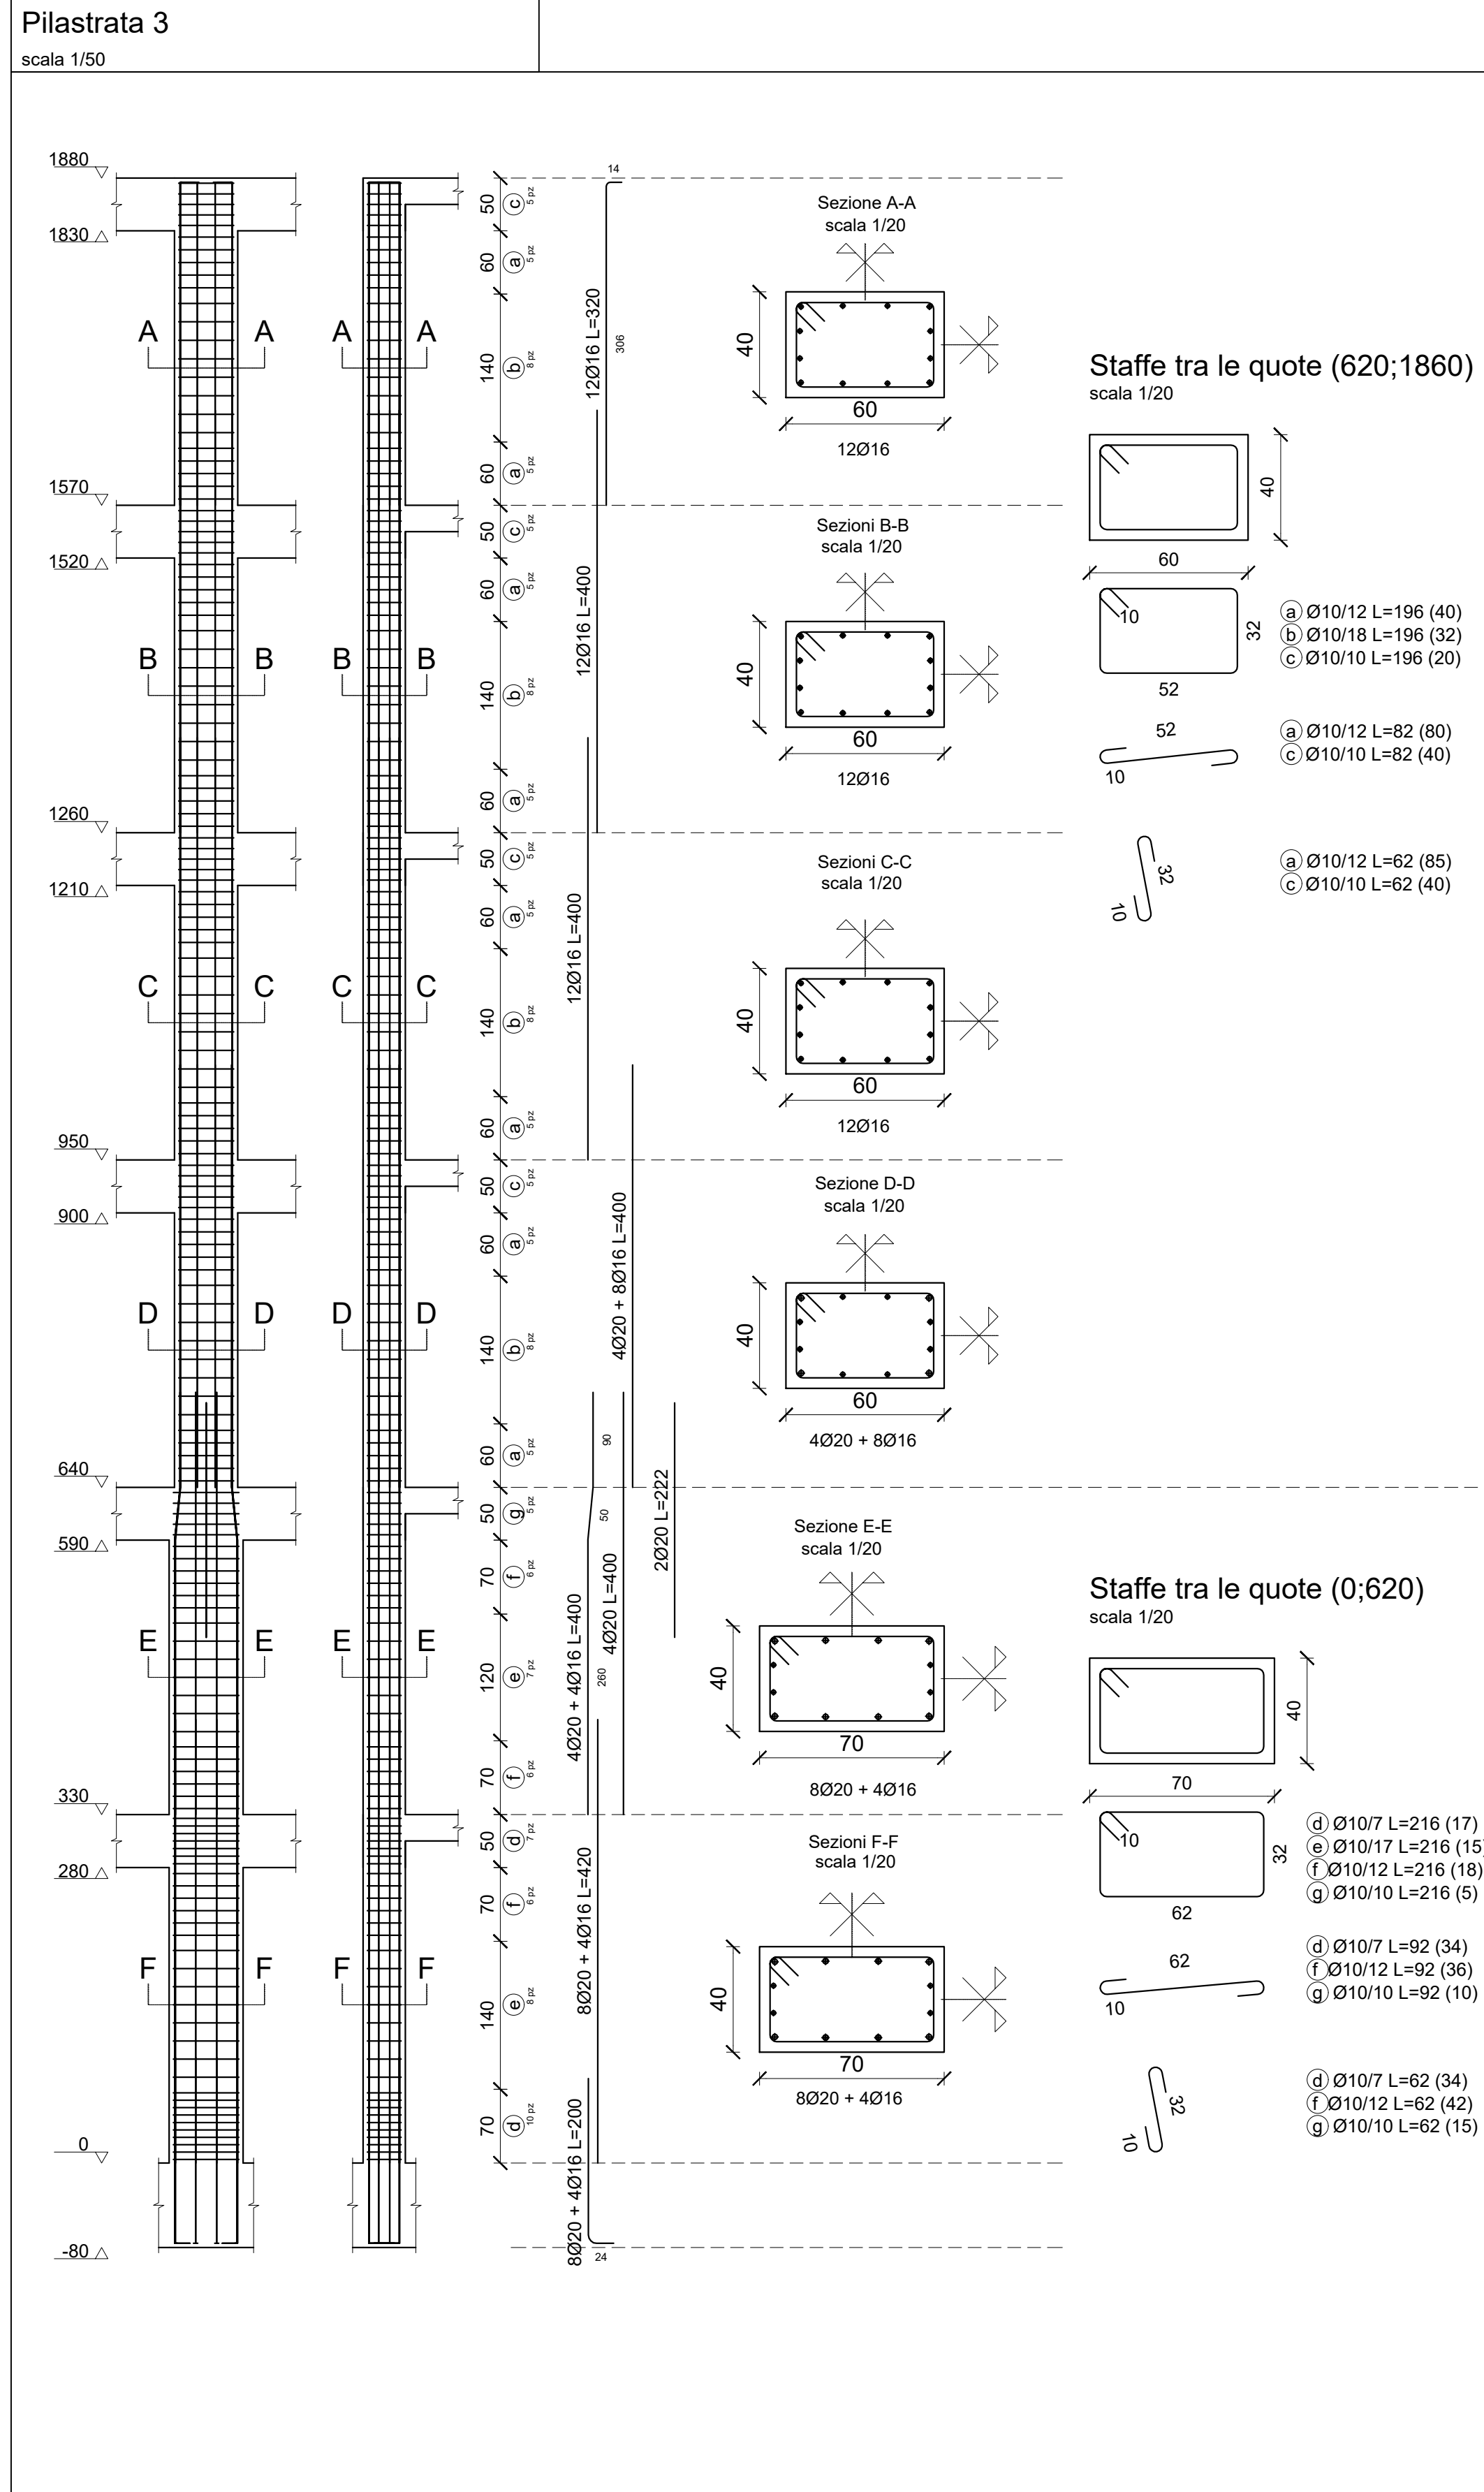 Pilastrata 3
scala 1/50
1880
1830
1570
1520
1260
1210
950
900
640
590
330
280
0
-80
A A A A
B B B B
C C C C
D D D D
E E E E
F F F F
50 c 5 pz
60 a 5 pz
140 b 8 pz
60 a 5 pz
50 c 5 pz
60 a 5 pz
140 b 8 pz
60 a 5 pz
50 c 5 pz
60 a 5 pz
140 b 8 pz
60 a 5 pz
50 c 5 pz
60 a 5 pz
140 b 8 pz
60 a 5 pz
50 g 5 pz
70 f 6 pz
120 e 7 pz
70 f 6 pz
50 d 7 pz
70 f 6 pz
140 e 8 pz
70 d 10 pz
14
12Ø16 L=320
306
12Ø16 L=400
12Ø16 L=400
4Ø20 + 8Ø16 L=400
90
50
260
4Ø20 + 4Ø16 L=400
4Ø20 L=400
2Ø20 L=222
8Ø20 + 4Ø16 L=420
8Ø20 + 4Ø16 L=200
24
Sezione A-A
scala 1/20
40
60
12Ø16
Sezioni B-B
scala 1/20
40
60
12Ø16
Sezioni C-C
scala 1/20
40
60
12Ø16
Sezione D-D
scala 1/20
40
60
4Ø20 + 8Ø16
Sezione E-E
scala 1/20
40
70
8Ø20 + 4Ø16
Sezioni F-F
scala 1/20
40
70
8Ø20 + 4Ø16
Staffe tra le quote (620;1860)
scala 1/20
40
60
10
32
52
a Ø10/12 L=196 (40)
b Ø10/18 L=196 (32)
c Ø10/10 L=196 (20)
52
10
a Ø10/12 L=82 (80)
c Ø10/10 L=82 (40)
32
10
a Ø10/12 L=62 (85)
c Ø10/10 L=62 (40)
Staffe tra le quote (0;620)
scala 1/20
40
70
10
32
62
d Ø10/7 L=216 (17)
e Ø10/17 L=216 (15)
f Ø10/12 L=216 (18)
g Ø10/10 L=216 (5)
62
10
d Ø10/7 L=92 (34)
f Ø10/12 L=92 (36)
g Ø10/10 L=92 (10)
32
10
d Ø10/7 L=62 (34)
f Ø10/12 L=62 (42)
g Ø10/10 L=62 (15)